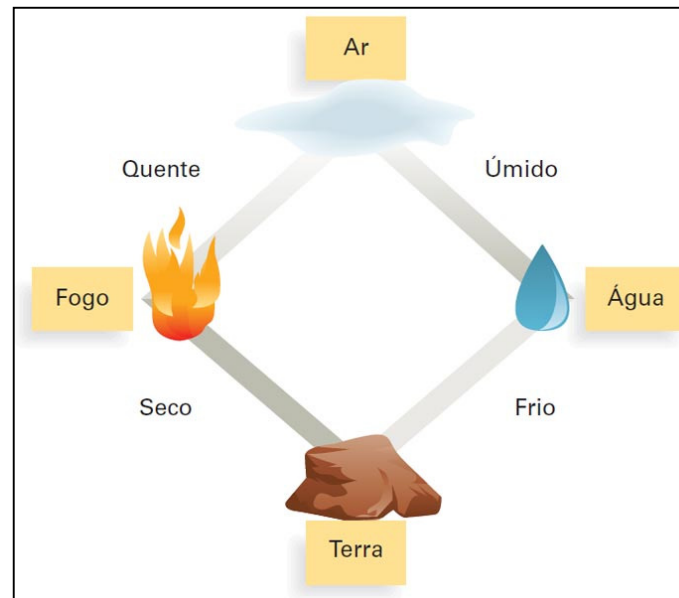 Ar
Quente
Úmido
Fogo
Água
Seco
Frio
Terra